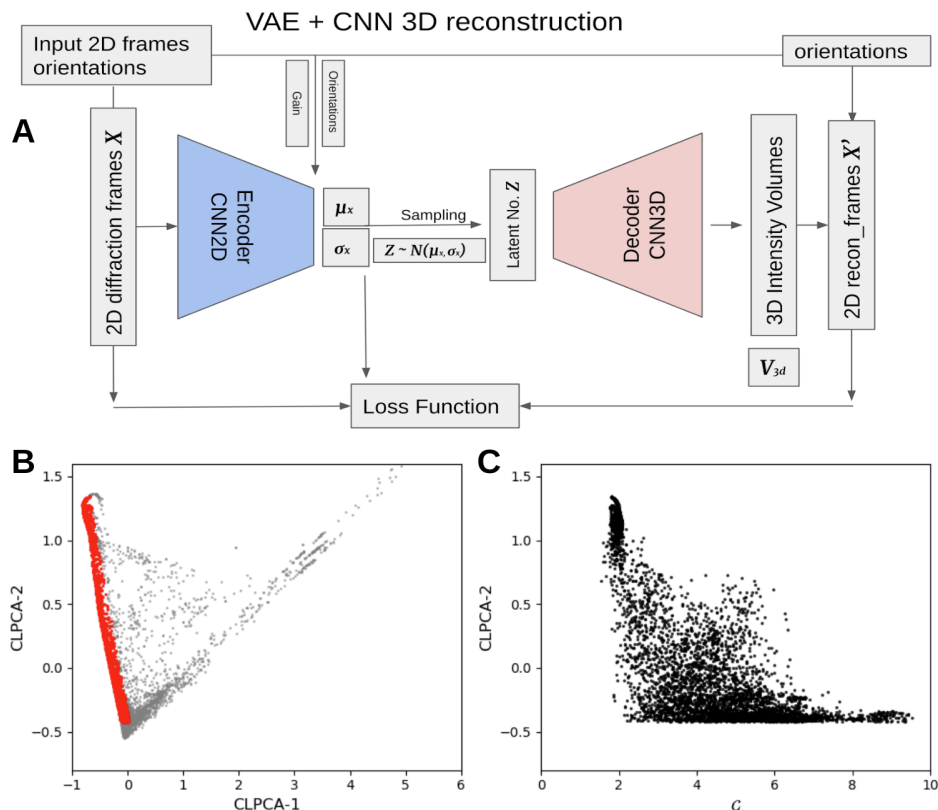 VAE + CNN 3D reconstruction
Input 2D frames
orientations
orientations
A
Gain
Orientations
2D diffraction frames X
Encoder
CNN2D
μx
σx
Sampling
Z ~ N(μx, σx)
Latent No. Z
Decoder
CNN3D
3D Intensity Volumes
2D recon_frames X'
V3d
Loss Function
B
1.5
1.0
0.5
0.0
−0.5
CLPCA-2
−1
0
1
2
3
4
5
6
CLPCA-1
C
1.5
1.0
0.5
0.0
−0.5
CLPCA-2
0
2
4
6
8
10
C